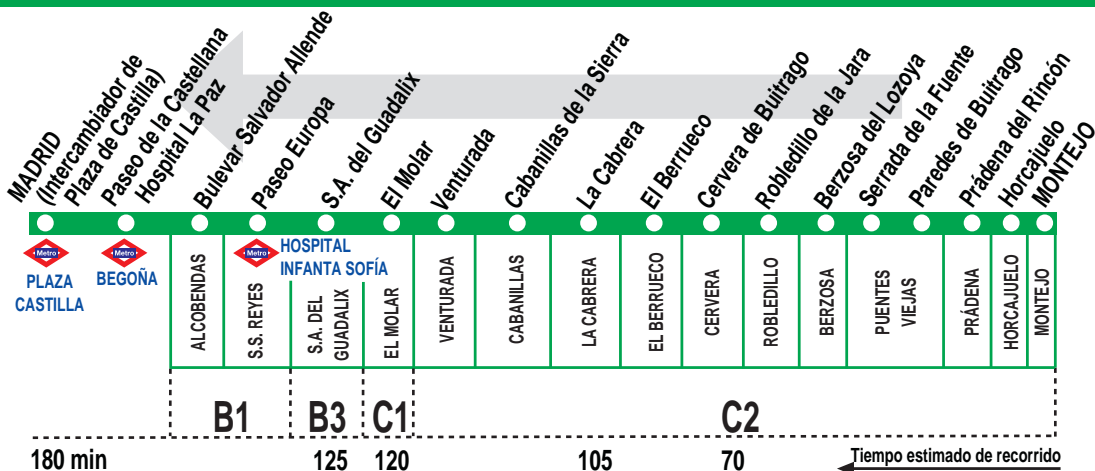 MADRID
(Intercambiador de
Plaza de Castilla)
Paseo de la Castellana
Hospital La Paz
Bulevar Salvador Allende
Paseo Europa
S.A. del Guadalix
El Molar
Venturada
Cabanillas de la Sierra
La Cabrera
El Berrueco
Cervera de Buitrago
Robledillo de la Jara
Berzosa del Lozoya
Serrada de la Fuente
Paredes de Buitrago
Prádena del Rincón
Horcajuelo
MONTEJO
Metro
PLAZA
CASTILLA
Metro
BEGOÑA
Metro
HOSPITAL
INFANTA SOFÍA
ALCOBENDAS
S.S. REYES
S.A. DEL
GUADALIX
EL MOLAR
VENTURADA
CABANILLAS
LA CABRERA
EL BERRUECO
CERVERA
ROBLEDILLO
BERZOSA
PUENTES
VIEJAS
PRÁDENA
HORCAJUELO
MONTEJO
B1 B3 C1 C2
180 min 125 120 105 70 Tiempo estimado de recorrido